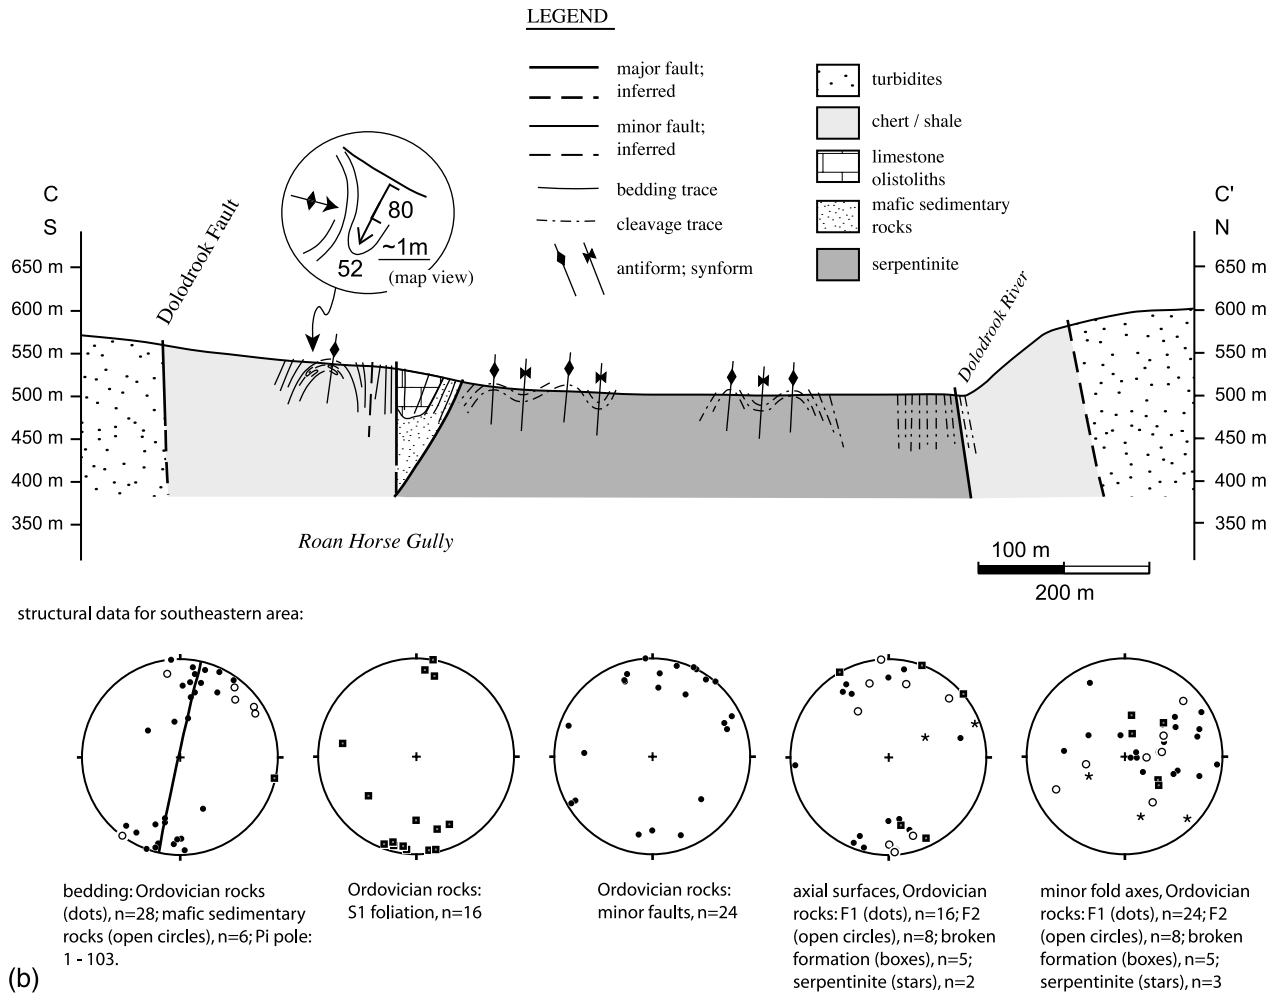 LEGEND
major fault;
inferred
minor fault;
inferred
bedding trace
cleavage trace
antiform; synform
turbidites
chert / shale
limestone
olistoliths
mafic sedimentary
rocks
serpentinite
C
S
C'
N
Dolodrook Fault
80
~1m
52
(map view)
Dolodrook River
650 m
600 m
550 m
500 m
450 m
400 m
350 m
650 m
600 m
550 m
500 m
450 m
400 m
350 m
Roan Horse Gully
100 m
200 m
structural data for southeastern area:
bedding: Ordovician rocks
(dots), n=28; mafic sedimentary
rocks (open circles), n=6; Pi pole:
1 - 103.
Ordovician rocks:
S1 foliation, n=16
Ordovician rocks:
minor faults, n=24
axial surfaces, Ordovician
rocks: F1 (dots), n=16; F2
(open circles), n=8; broken
formation (boxes), n=5;
serpentinite (stars), n=2
minor fold axes, Ordovician
rocks: F1 (dots), n=24; F2
(open circles), n=8; broken
formation (boxes), n=5;
serpentinite (stars), n=3
(b)